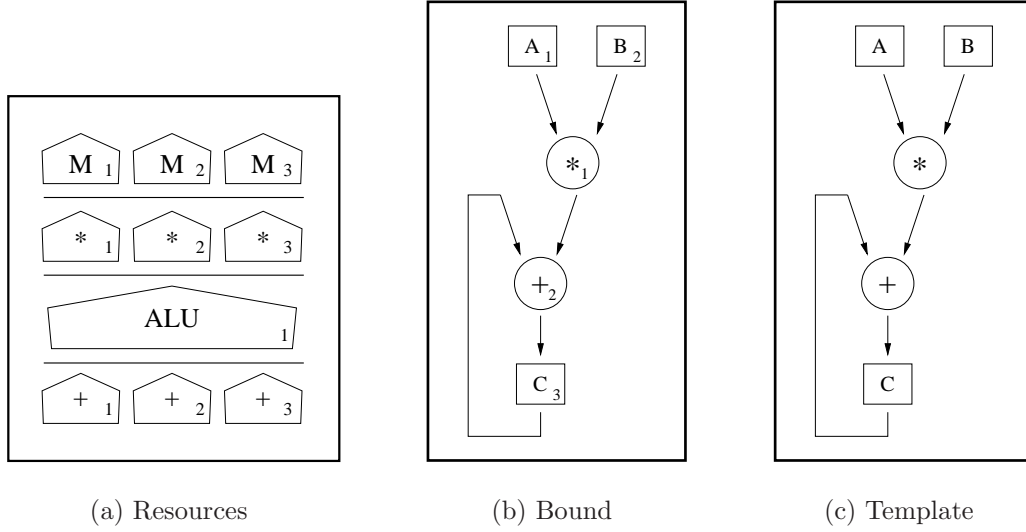 M 1 M 2 M 3
* 1 * 2 * 3
ALU 1
+ 1 + 2 + 3
(a) Resources
A 1 B 2
* 1
+ 2
C 3
(b) Bound
A B
*
+
C
(c) Template